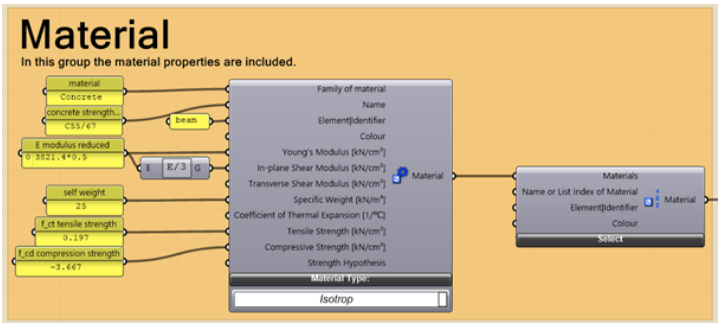 Material
In this group the material properties are included.
material
Concrete
concrete strength...
C55/67
E modulus reduced
0 3821.4*0.5
self weight
25
f_ct tensile strength
0.197
f_cd compression strength
-3.667
beam
E E/3 G
Family of material
Name
Element|Identifier
Colour
Young's Modulus [kN/cm²]
In-plane Shear Modulus [kN/cm²]
Transverse Shear Modulus [kN/cm²]
Specific Weight [kN/m³]
Coefficient of Thermal Expansion [1/ºC]
Tensile Strength [kN/cm²]
Compressive Strength [kN/cm²]
Strength Hypothesis
Material
Material Type:
Isotrop
Materials
Name or List Index of Material
Element|Identifier
Colour
Material
Select